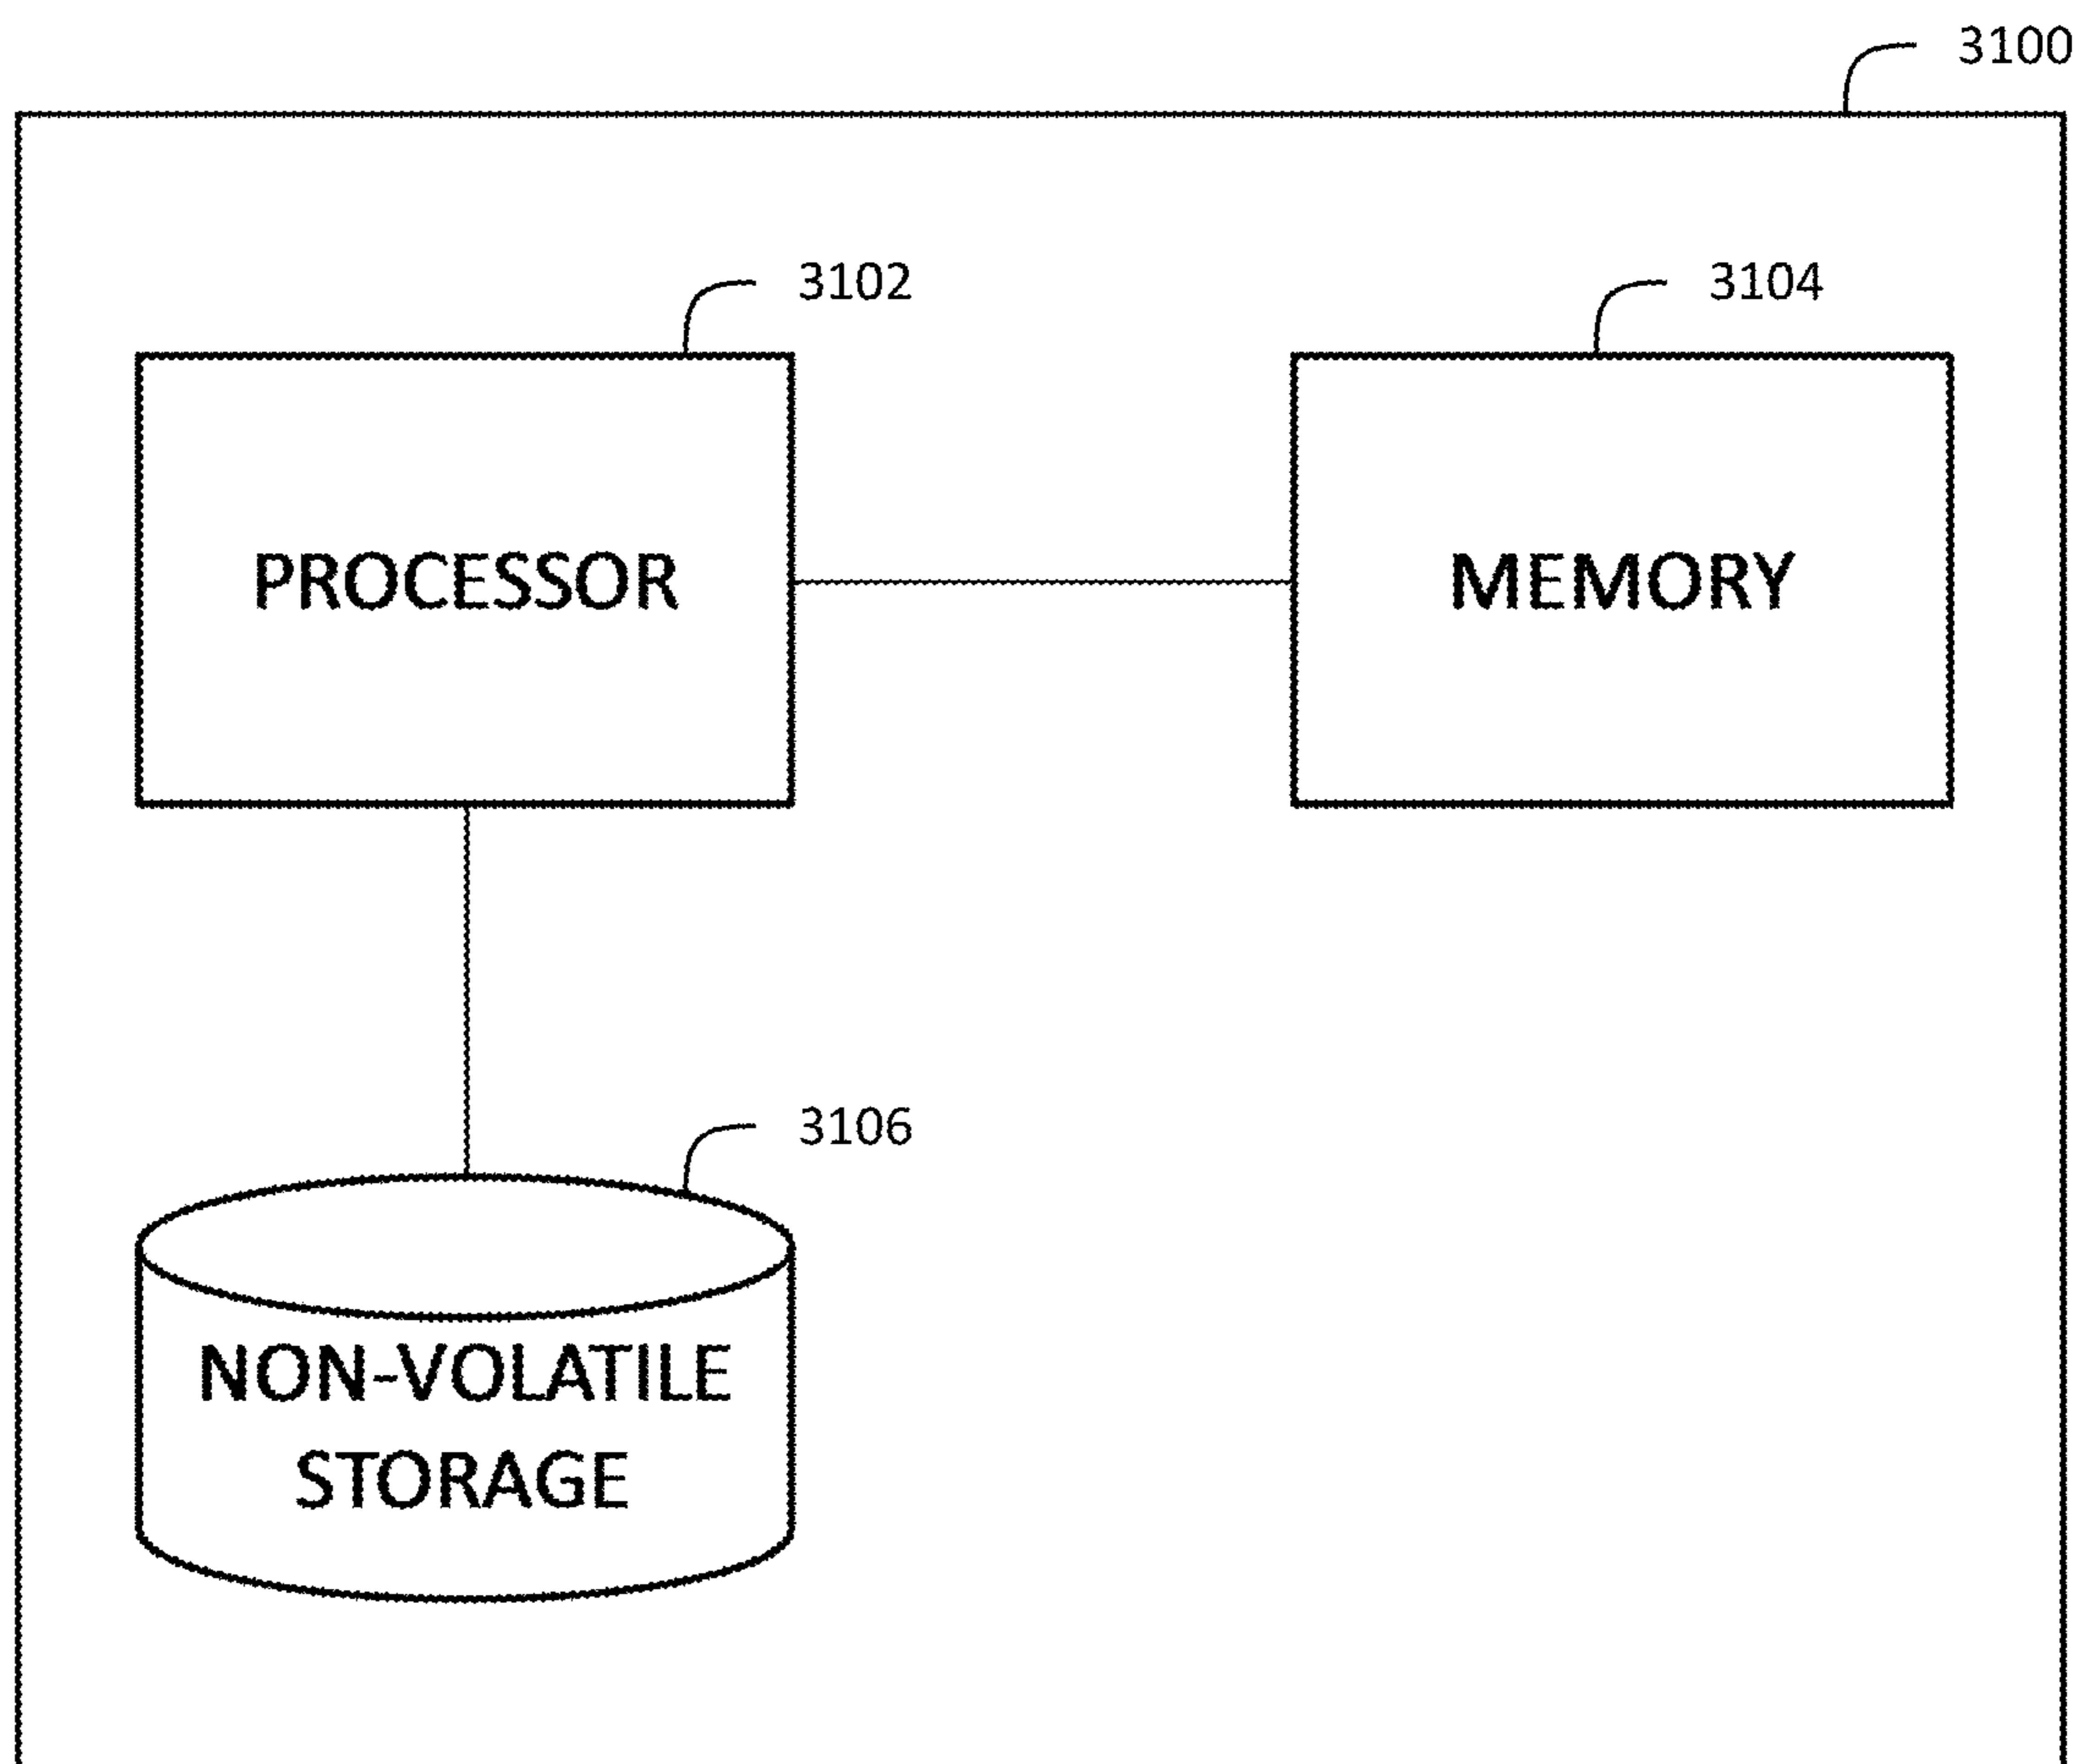 3100
3102
3104
PROCESSOR
MEMORY
3106
NON-VOLATILE
STORAGE